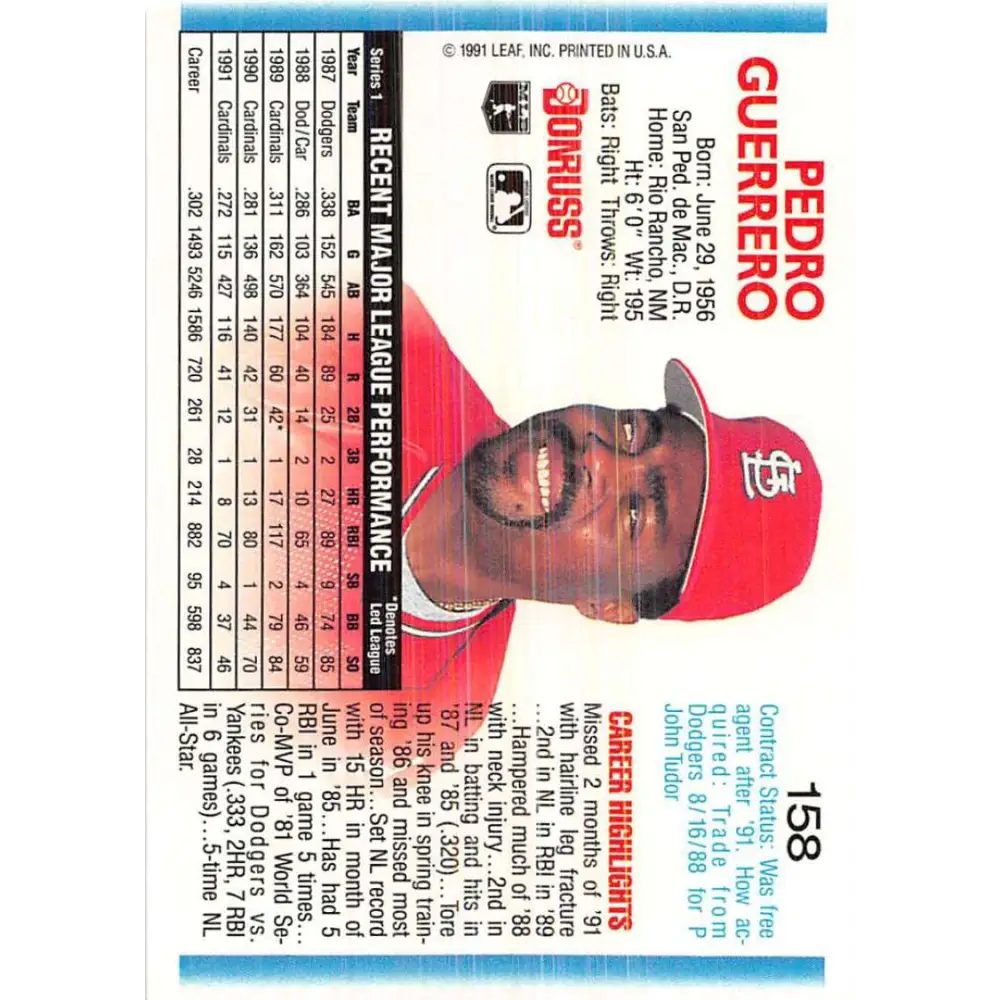 158
PEDRO
GUERRERO
Born: June 29, 1956
San Ped. de Mac., D.R.
Home: Rio Rancho, NM
Ht: 6'0" Wt: 195
Bats: Right Throws: Right
DONRUSS®
MLB
© 1991 LEAF, INC. PRINTED IN U.S.A.
Contract Status: Was free
agent after '91. How ac-
quired: Trade from
Dodgers 8/16/88 for P
John Tudor
CAREER HIGHLIGHTS
Missed 2 months of '91
with hairline leg fracture
...2nd in NL in RBI in '89
...Hampered much of '88
with neck injury...2nd in
NL in batting and hits in
'87 and '85 (.320)...Tore
up his knee in spring train-
ing '86 and missed most
of season...Set NL record
with 15 HR in month of
June in '85...Has had 5
RBI in 1 game 5 times...
Co-MVP of '81 World Se-
ries for Dodgers vs.
Yankees (.333, 2HR, 7 RBI
in 6 games)...5-time NL
All-Star.
Series 1 RECENT MAJOR LEAGUE PERFORMANCE
*Denotes
Led League
Year Team BA G AB H R 2B 3B HR RBI SB BB SO
1987 Dodgers .338 152 545 184 89 25 2 27 89 9 74 85
1988 Dod/Car .286 103 364 104 40 14 2 10 65 4 46 59
1989 Cardinals .311 162 570 177 60 42* 1 17 117 2 79 84
1990 Cardinals .281 136 498 140 42 31 1 13 80 1 44 70
1991 Cardinals .272 115 427 116 41 12 1 8 70 4 37 46
Career .302 1493 5246 1586 720 261 28 214 882 95 598 837